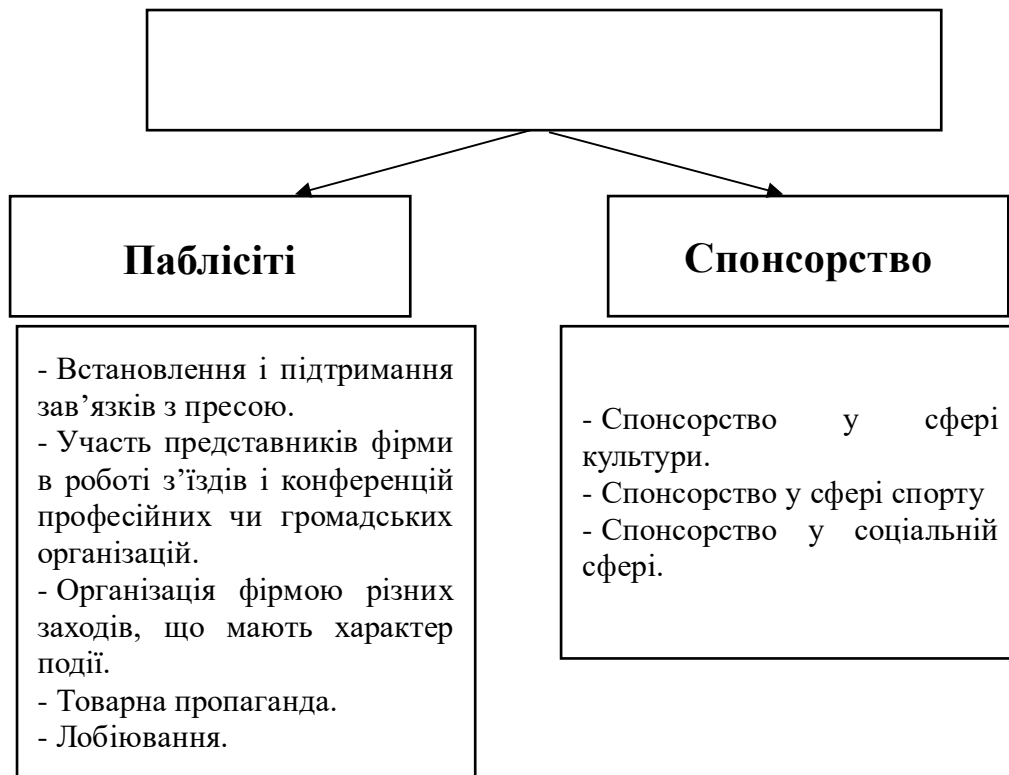 Паблісіті
Спонсорство
- Встановлення і підтримання
зав’язків з пресою.
- Участь представників фірми
в роботі з’їздів і конференцій
професійних чи громадських
організацій.
- Організація фірмою різних
заходів, що мають характер
події.
- Товарна пропаганда.
- Лобіювання.
- Спонсорство у сфері
культури.
- Спонсорство у сфері спорту
- Спонсорство у соціальній
сфері.